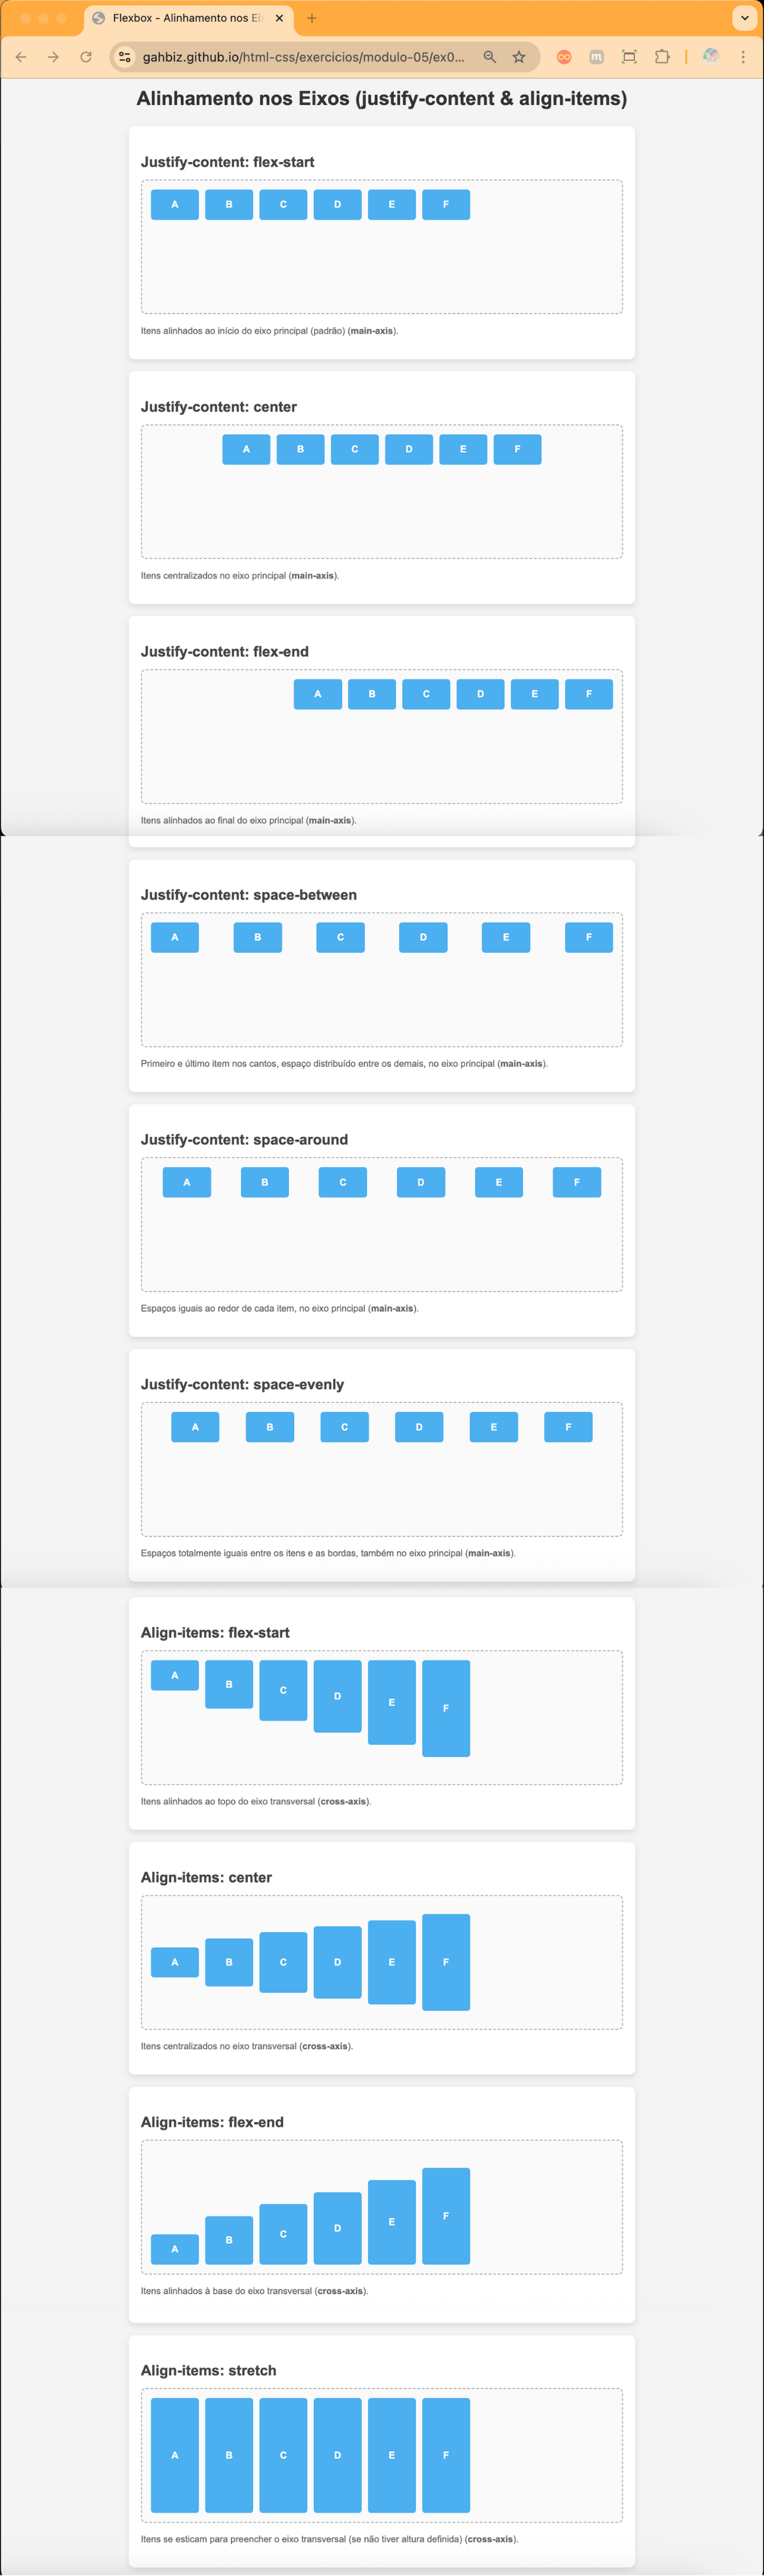 Flexbox - Alinhamento nos Ei
gahbiz.github.io/html-css/exercicios/modulo-05/ex0...
Alinhamento nos Eixos (justify-content & align-items)
Justify-content: flex-start
A B C D E F
Itens alinhados ao início do eixo principal (padrão) (main-axis).
Justify-content: center
A B C D E F
Itens centralizados no eixo principal (main-axis).
Justify-content: flex-end
A B C D E F
Itens alinhados ao final do eixo principal (main-axis).
Justify-content: space-between
A B C D E F
Primeiro e último item nos cantos, espaço distribuído entre os demais, no eixo principal (main-axis).
Justify-content: space-around
A B C D E F
Espaços iguais ao redor de cada item, no eixo principal (main-axis).
Justify-content: space-evenly
A B C D E F
Espaços totalmente iguais entre os itens e as bordas, também no eixo principal (main-axis).
Align-items: flex-start
A B C D E F
Itens alinhados ao topo do eixo transversal (cross-axis).
Align-items: center
A B C D E F
Itens centralizados no eixo transversal (cross-axis).
Align-items: flex-end
A B C D E F
Itens alinhados à base do eixo transversal (cross-axis).
Align-items: stretch
A B C D E F
Itens se esticam para preencher o eixo transversal (se não tiver altura definida) (cross-axis).